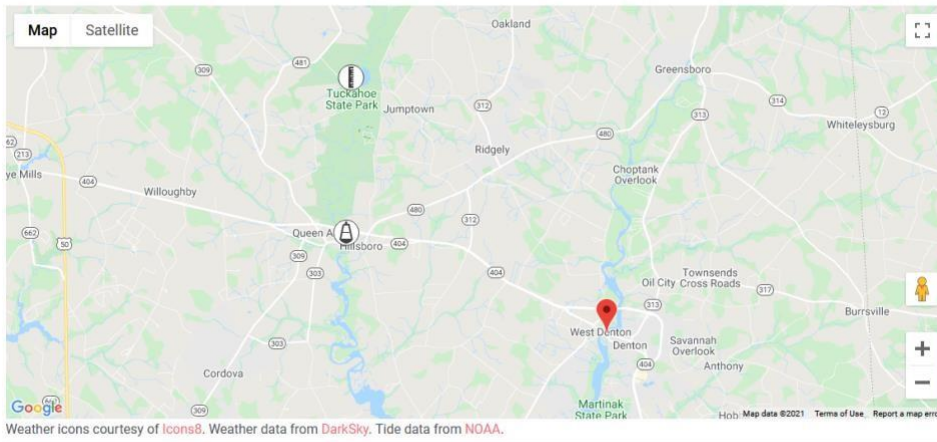 Map Satellite
Oakland
309
481
Greensboro
Tuckahoe
State Park
Jumptown
312
313
314
12
Whiteleysburg
62
213
480
ye Mills
Ridgely
404
Willoughby
Choptank
Overlook
480
312
662
50
Queen A
Hillsboro
404
309
303
404
Townsends
Oil City Cross Roads
317
313
Burrsville
West Denton
Denton
Savannah
Overlook
303
404
Anthony
Cordova
Martinak
State Park
309
Google
Hob
Map data ©2021 Terms of Use Report a map erro
Weather icons courtesy of Icons8. Weather data from DarkSky. Tide data from NOAA.